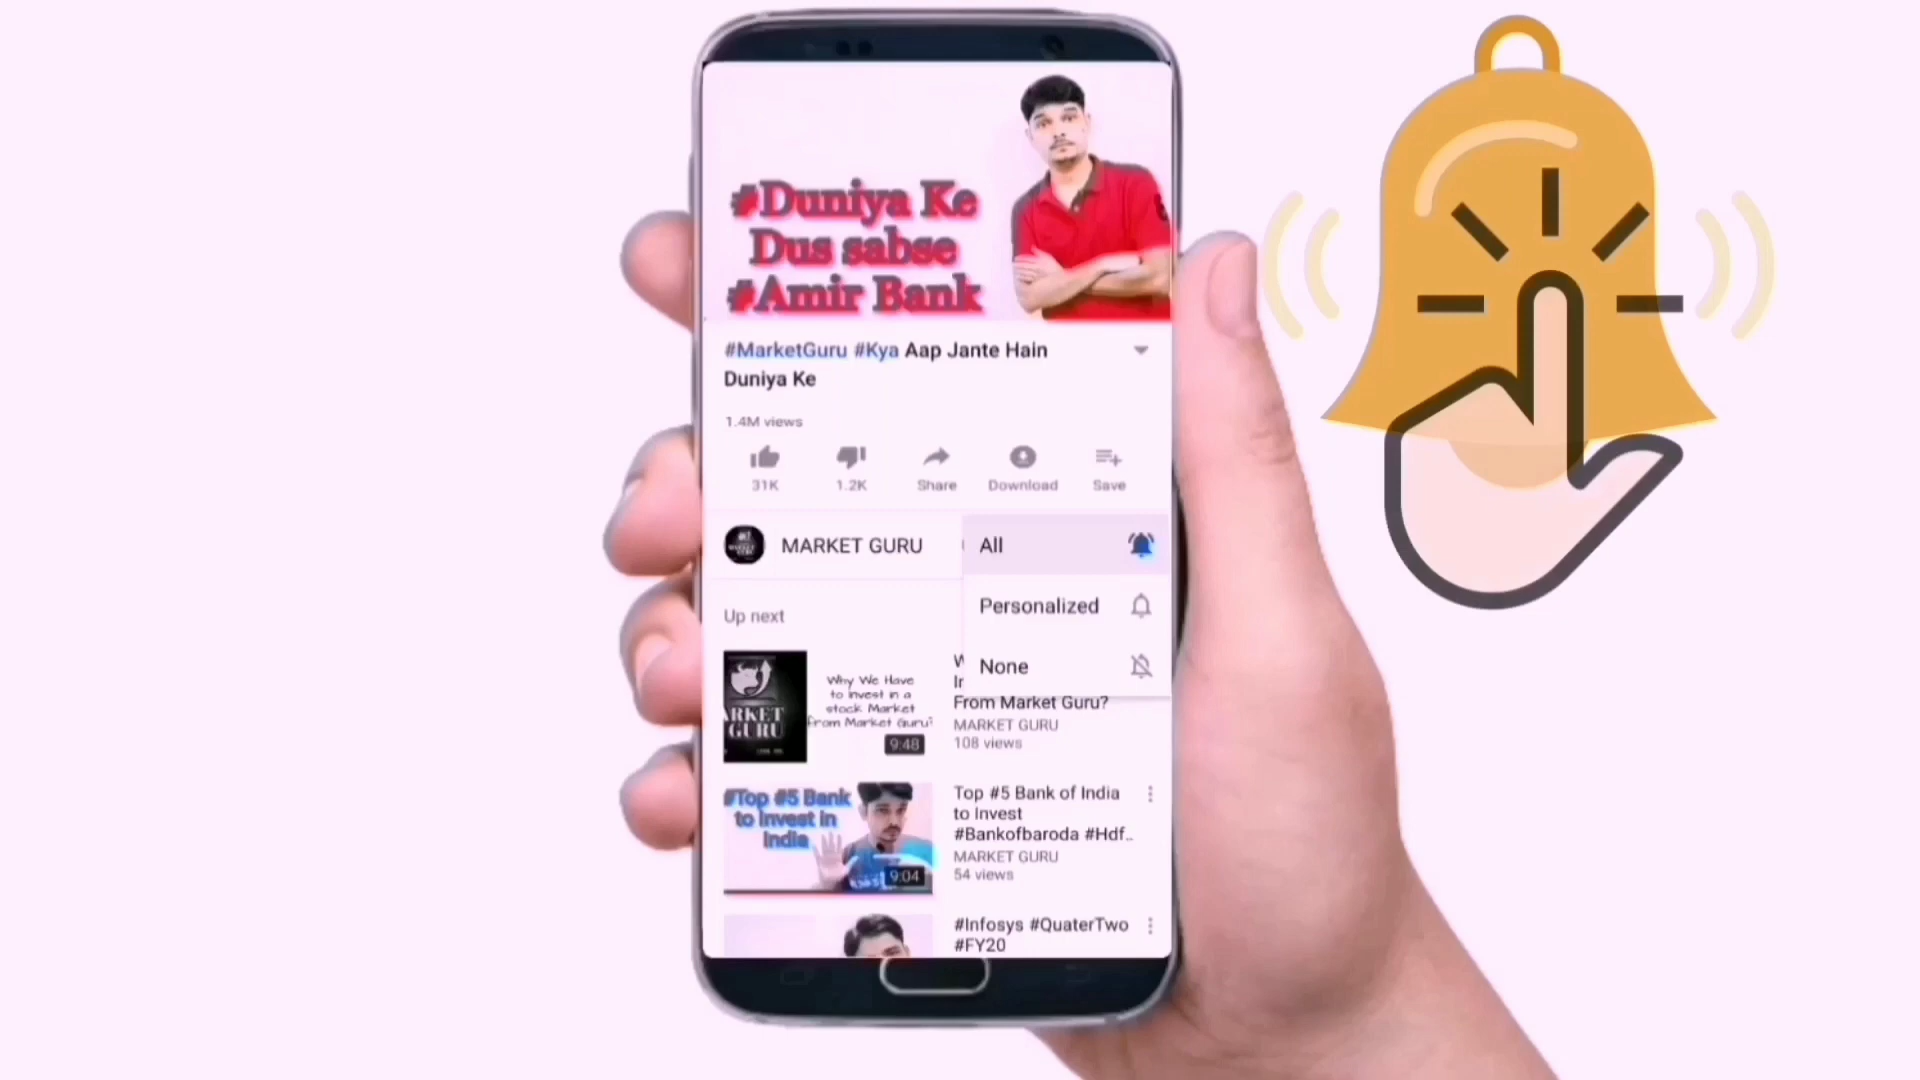 #Duniya Ke
Dus sabse
#Amir Bank
#MarketGuru #Kya Aap Jante Hain
Duniya Ke
1.4M views
31K
1.2K
Share
Download
Save
MARKET GURU
All
Personalized
None
Up next
ARKET
GURU
Why We Have
to invest in a
stock Market
from Market Guru?
9:48
From Market Guru?
MARKET GURU
108 views
#Top #5 Bank
to Invest in
India
9:04
Top #5 Bank of India
to Invest
#Bankofbaroda #Hdf..
MARKET GURU
54 views
#Infosys #QuaterTwo
#FY20